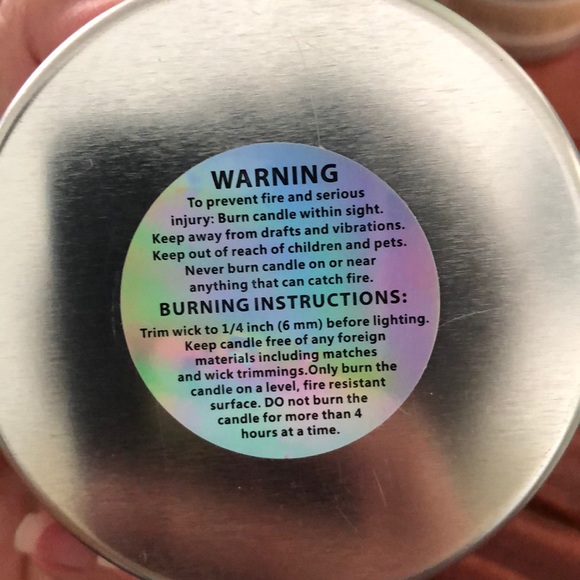 WARNING
To prevent fire and serious
injury: Burn candle within sight.
Keep away from drafts and vibrations.
Keep out of reach of children and pets.
Never burn candle on or near
anything that can catch fire.
BURNING INSTRUCTIONS:
Trim wick to 1/4 inch (6 mm) before lighting.
Keep candle free of any foreign
materials including matches
and wick trimmings.Only burn the
candle on a level, fire resistant
surface. DO not burn the
candle for more than 4
hours at a time.